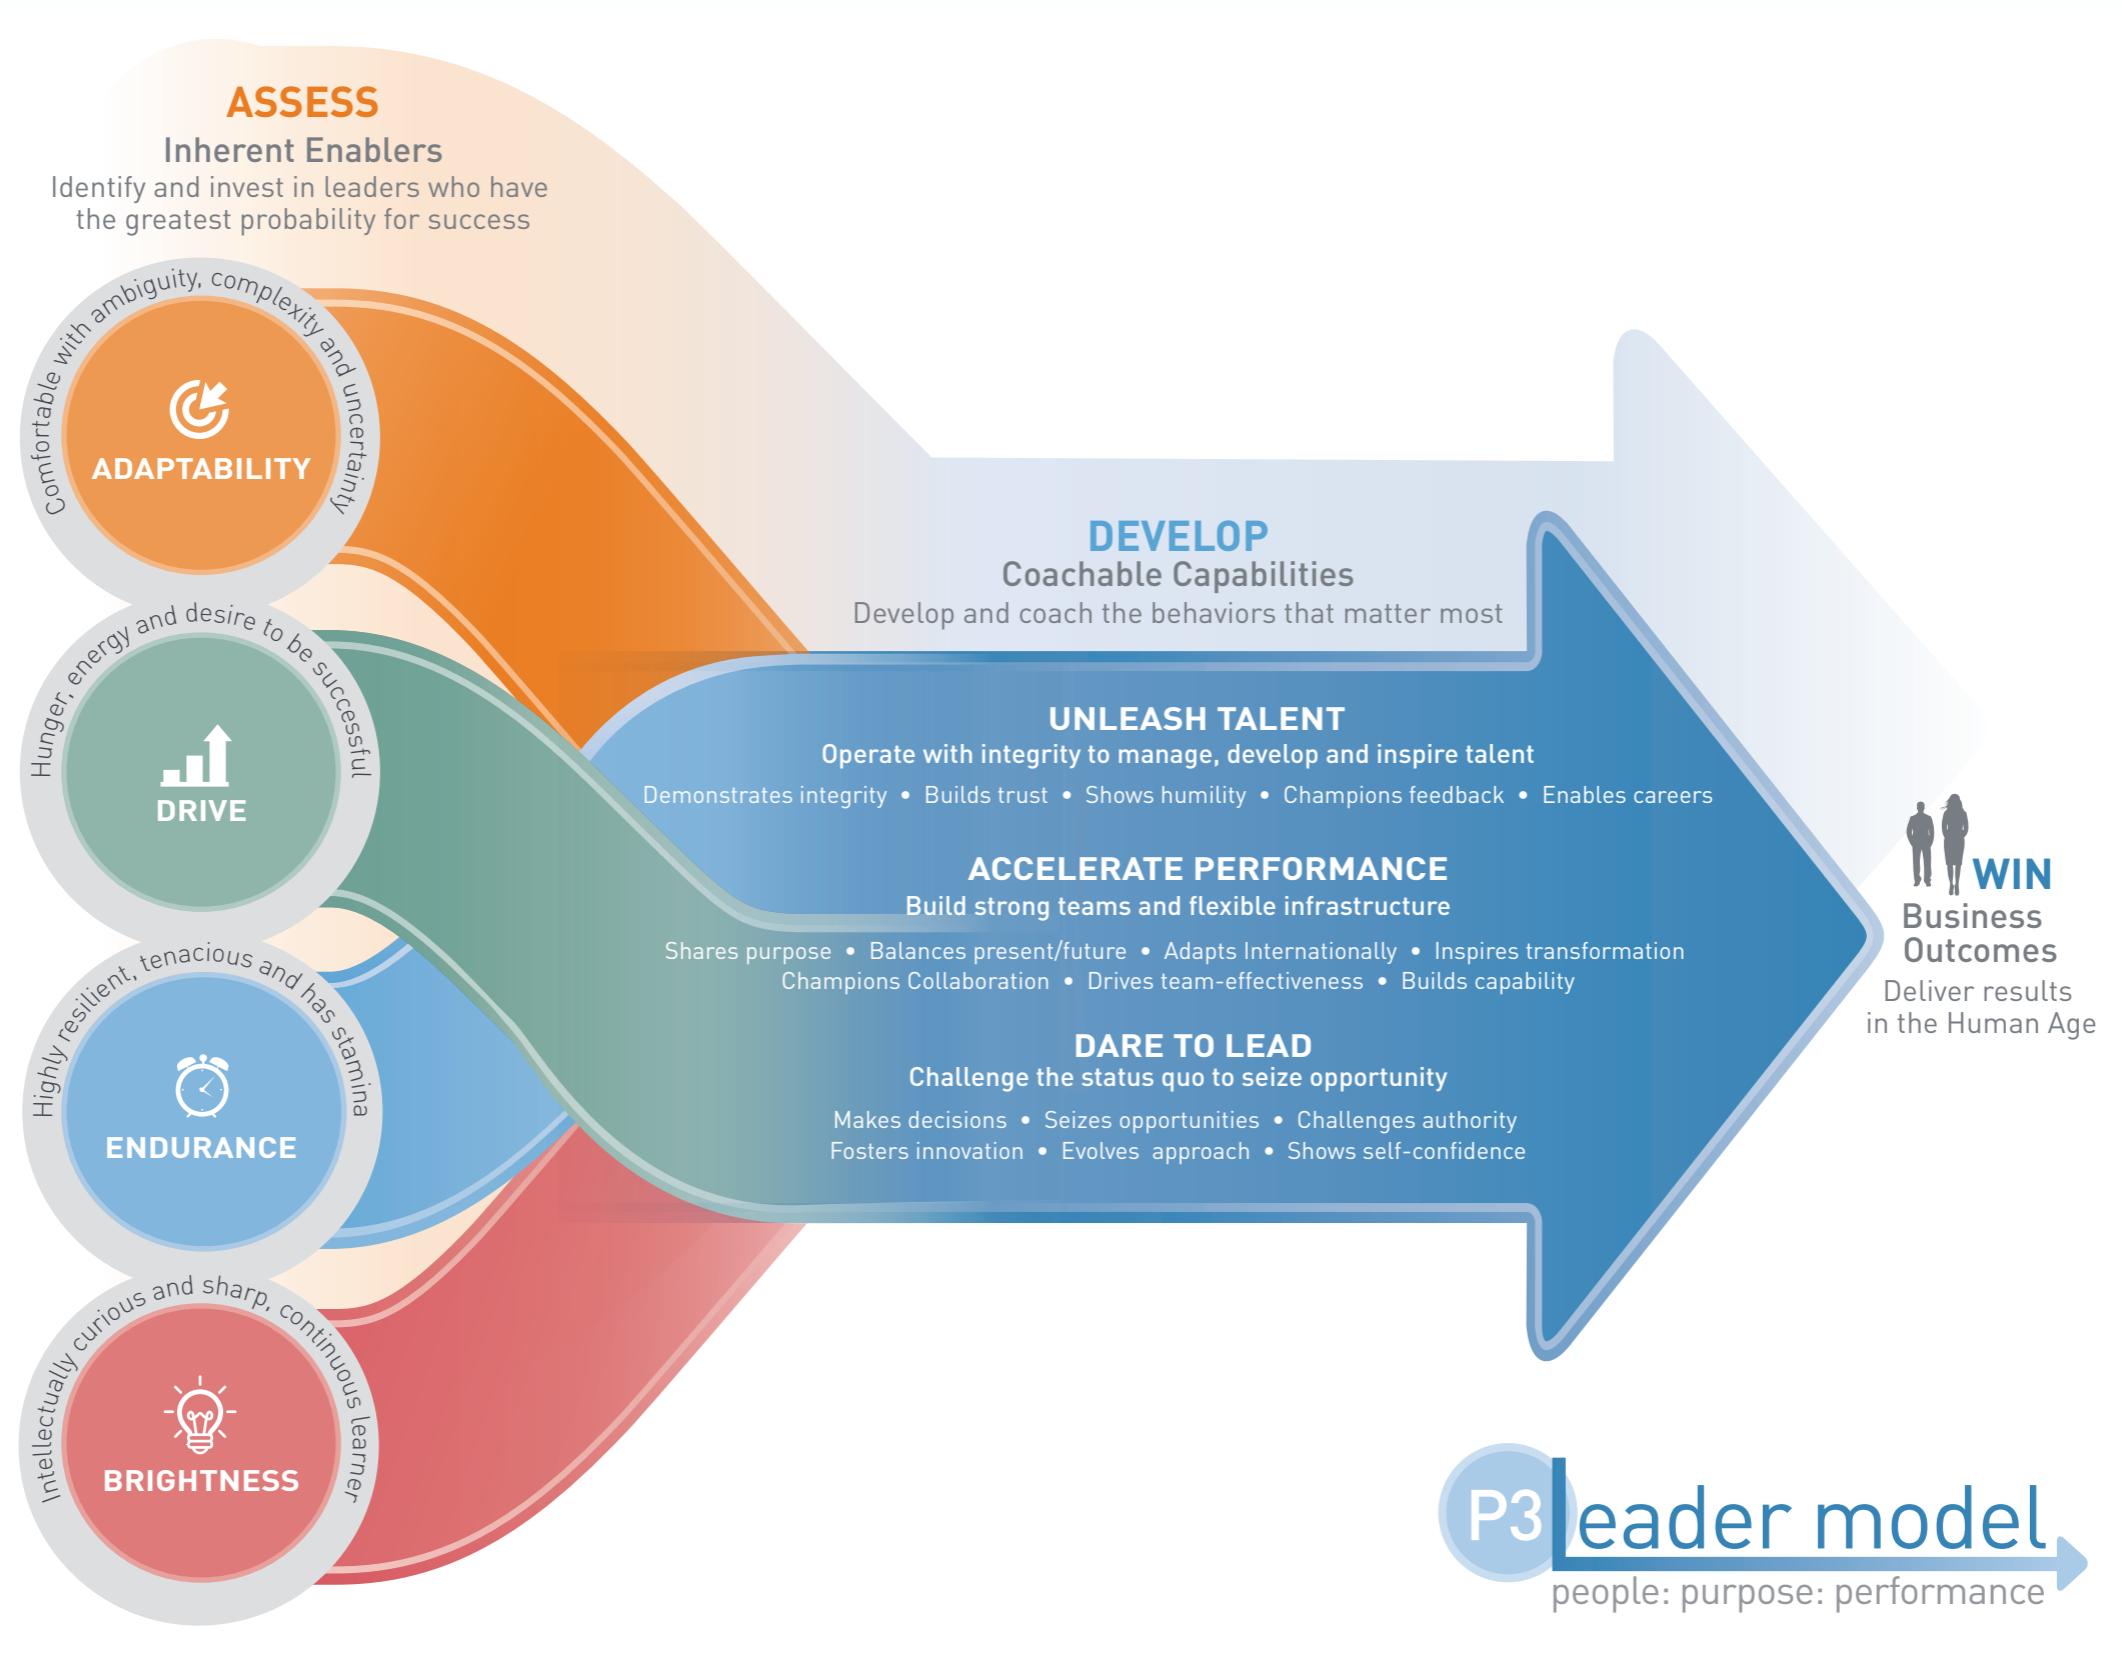 ASSESS
Inherent Enablers
Identify and invest in leaders who have
the greatest probability for success
Comfortable with ambiguity, complexity and uncertainty
ADAPTABILITY
Hunger, energy and desire to be successful
DRIVE
Highly resilient, tenacious and has stamina
ENDURANCE
Intellectually curious and sharp, continuous learner
BRIGHTNESS
DEVELOP
Coachable Capabilities
Develop and coach the behaviors that matter most
UNLEASH TALENT
Operate with integrity to manage, develop and inspire talent
Demonstrates integrity • Builds trust • Shows humility • Champions feedback • Enables careers
ACCELERATE PERFORMANCE
Build strong teams and flexible infrastructure
Shares purpose • Balances present/future • Adapts Internationally • Inspires transformation
Champions Collaboration • Drives team-effectiveness • Builds capability
DARE TO LEAD
Challenge the status quo to seize opportunity
Makes decisions • Seizes opportunities • Challenges authority
Fosters innovation • Evolves approach • Shows self-confidence
WIN
Business
Outcomes
Deliver results
in the Human Age
P3 leader model
people: purpose: performance